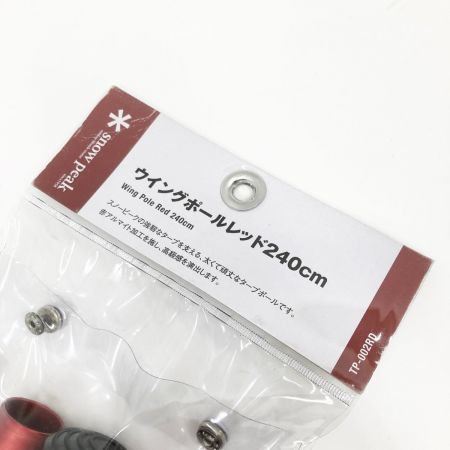 snow peak
ウイングポールレッド240cm
Wing Pole Red 240cm
スノーピークの強靭なタープを支える、太くて頑丈なタープポールです。
赤アルマイト加工を施し、高級感を演出します。
TP-002RD